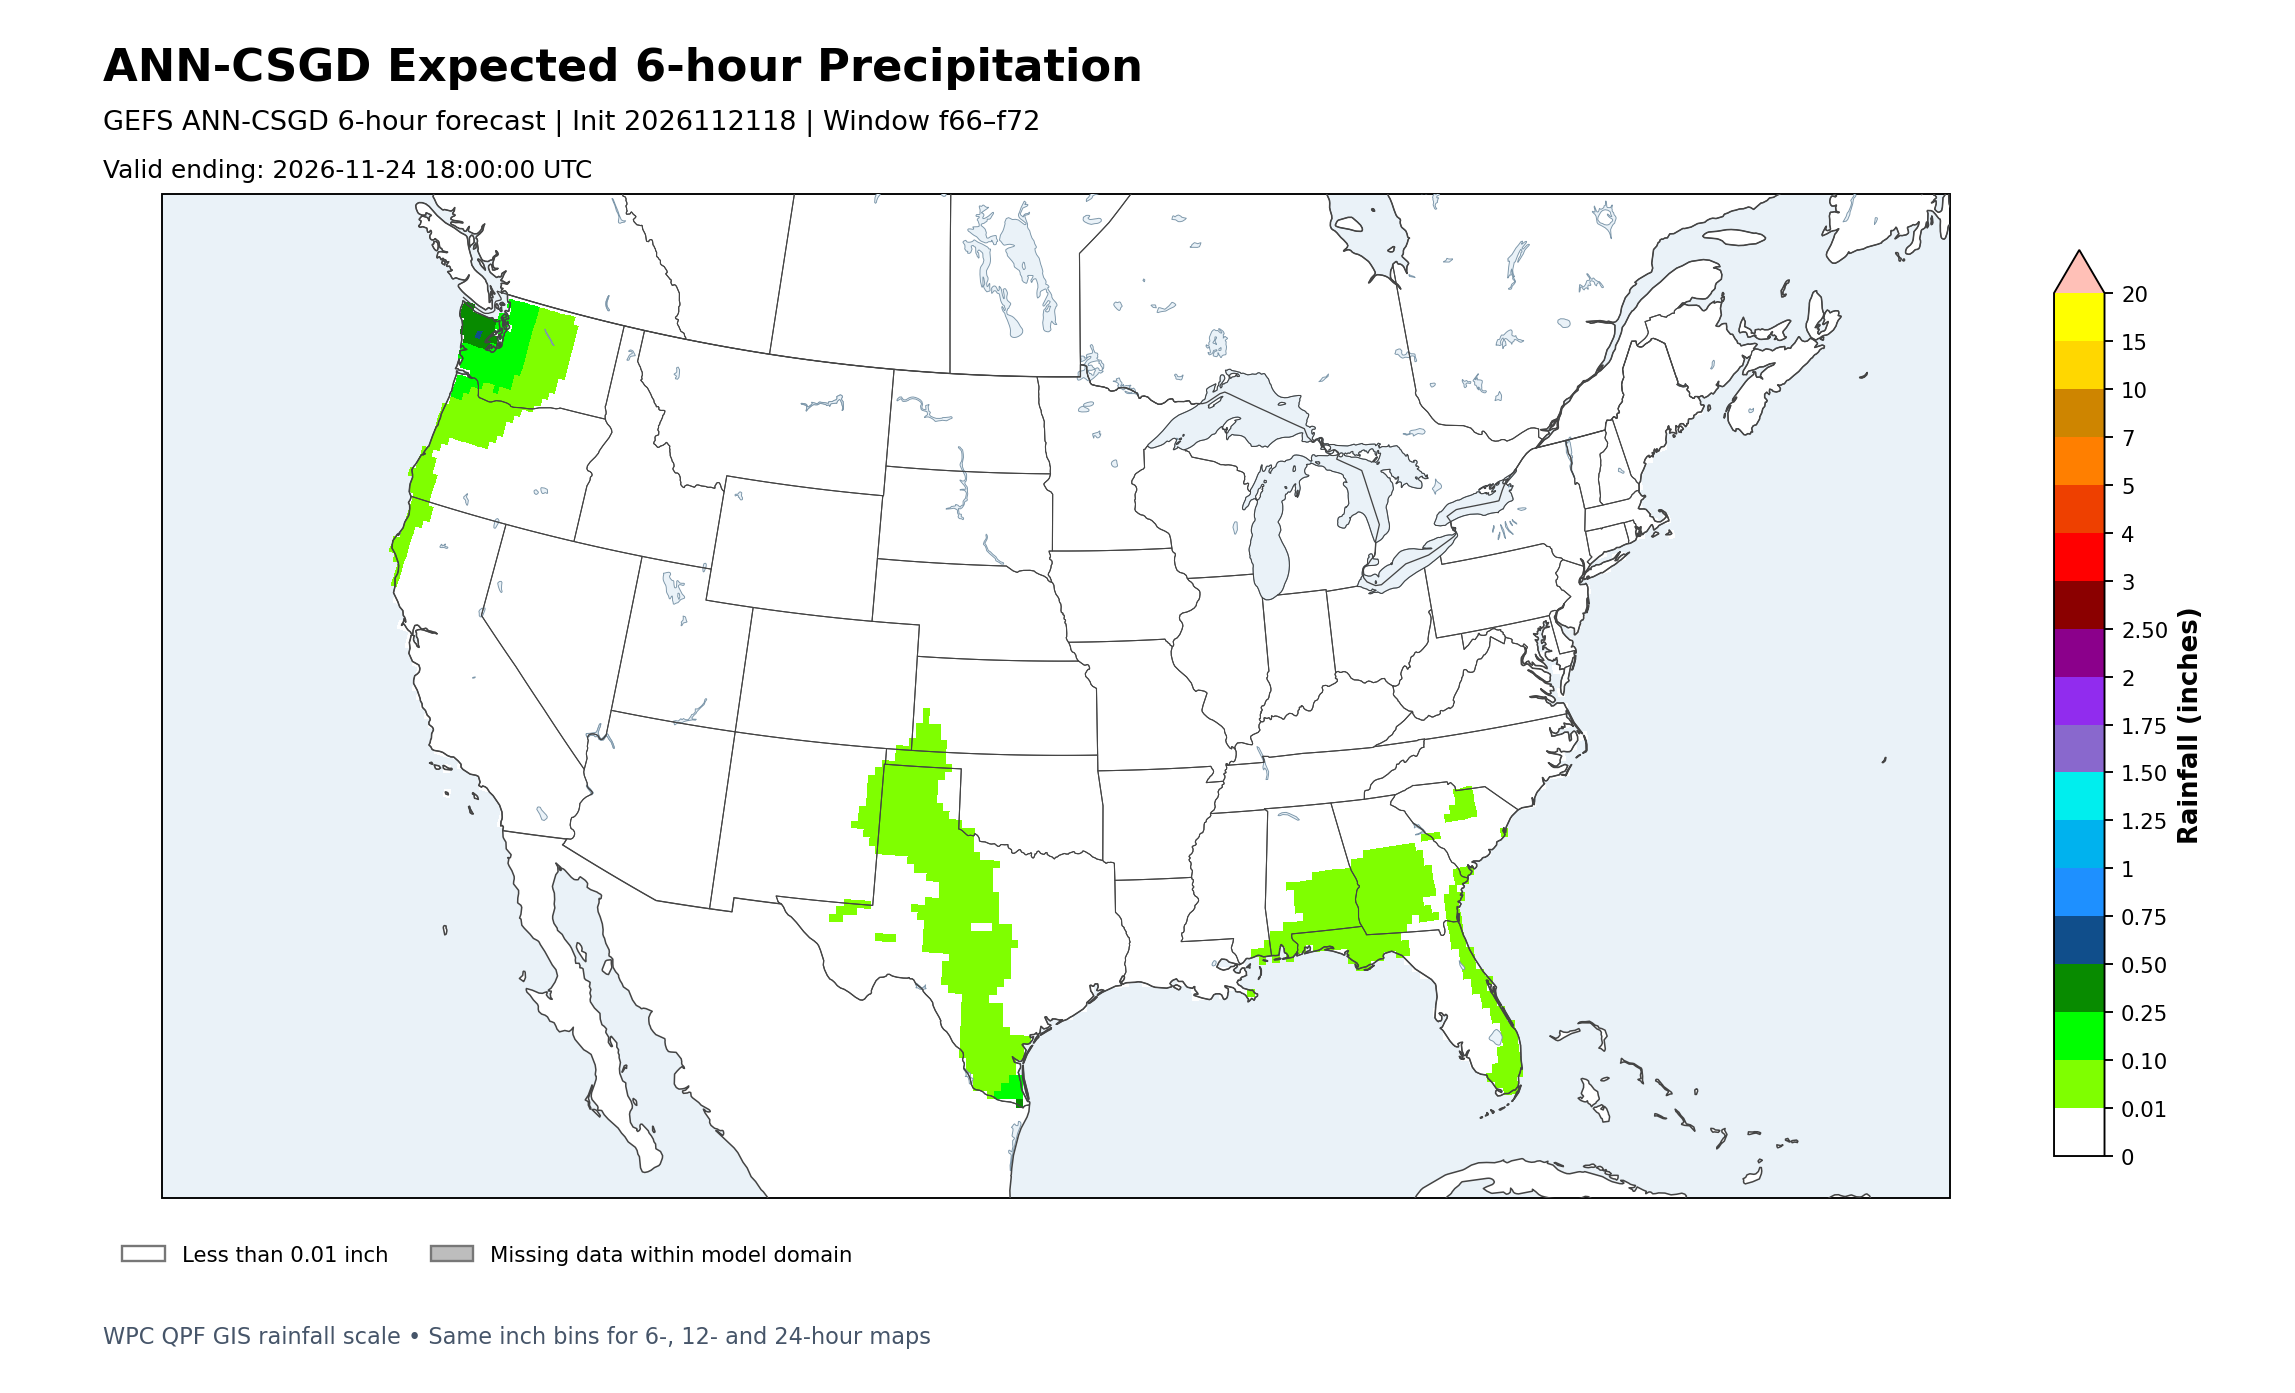 ANN-CSGD Expected 6-hour Precipitation
GEFS ANN-CSGD 6-hour forecast | Init 2026112118 | Window f66–f72
Valid ending: 2026-11-24 18:00:00 UTC
20
15
10
7
5
4
3
2.50
2
1.75
1.50
1.25
1
0.75
0.50
0.25
0.10
0.01
0
Rainfall (inches)
Less than 0.01 inch
Missing data within model domain
WPC QPF GIS rainfall scale • Same inch bins for 6-, 12- and 24-hour maps